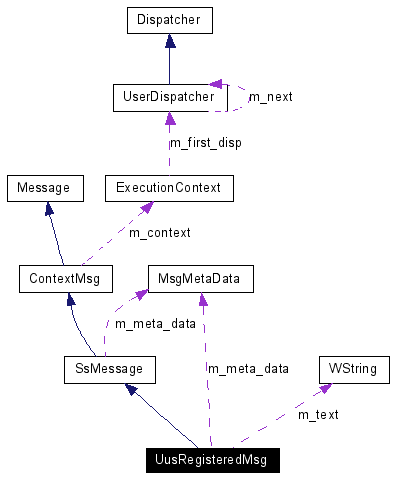 Dispatcher
UserDispatcher
m_next
m_first_disp
Message
ExecutionContext
m_context
ContextMsg
MsgMetaData
m_meta_data
SsMessage
m_meta_data
WString
m_text
UusRegisteredMsg